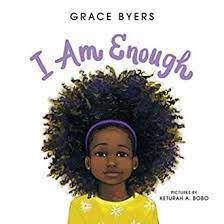 GRACE BYERS
I Am Enough
PICTURES BY
KETURAH A. BOBO